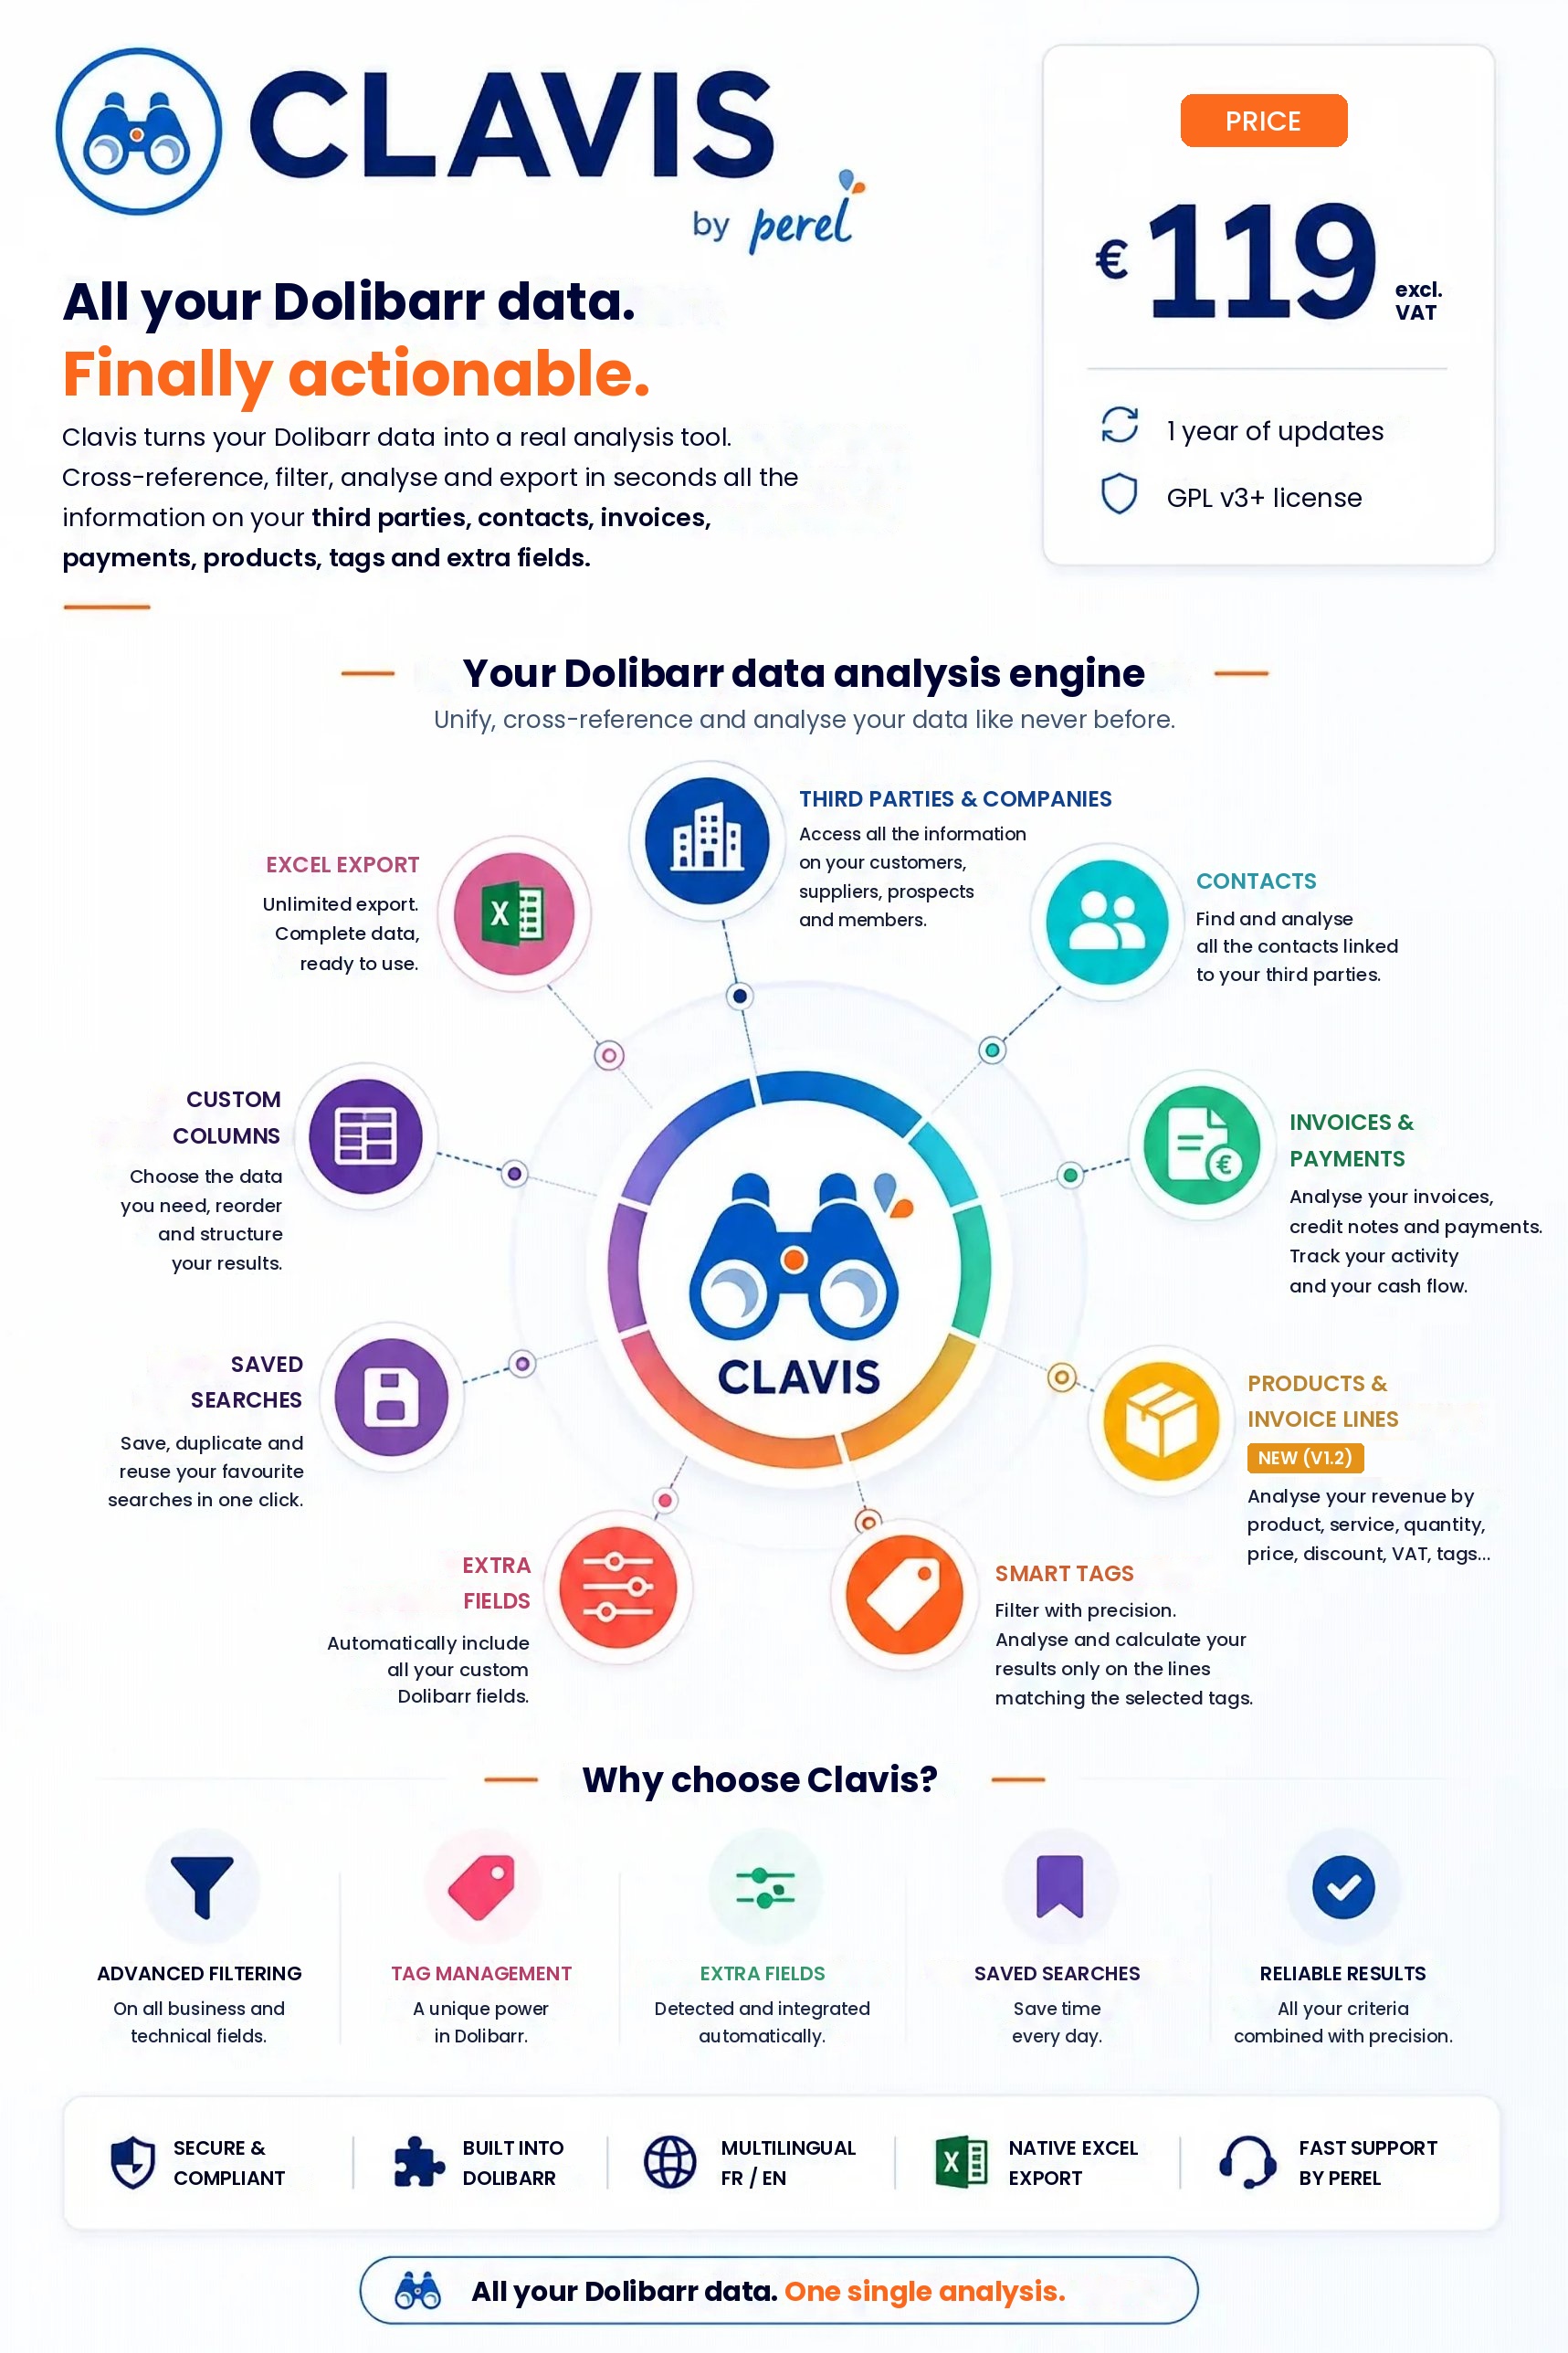 CLAVIS
by perel
PRICE
€ 119 excl.
VAT
1 year of updates
GPL v3+ license
All your Dolibarr data.
Finally actionable.
Clavis turns your Dolibarr data into a real analysis tool.
Cross-reference, filter, analyse and export in seconds all the
information on your third parties, contacts, invoices,
payments, products, tags and extra fields.
Your Dolibarr data analysis engine
Unify, cross-reference and analyse your data like never before.
THIRD PARTIES & COMPANIES
Access all the information
on your customers,
suppliers, prospects
and members.
CONTACTS
Find and analyse
all the contacts linked
to your third parties.
INVOICES &
PAYMENTS
Analyse your invoices,
credit notes and payments.
Track your activity
and your cash flow.
PRODUCTS &
INVOICE LINES
NEW (V1.2)
Analyse your revenue by
product, service, quantity,
price, discount, VAT, tags...
SMART TAGS
Filter with precision.
Analyse and calculate your
results only on the lines
matching the selected tags.
EXTRA
FIELDS
Automatically include
all your custom
Dolibarr fields.
SAVED
SEARCHES
Save, duplicate and
reuse your favourite
searches in one click.
CUSTOM
COLUMNS
Choose the data
you need, reorder
and structure
your results.
EXCEL EXPORT
Unlimited export.
Complete data,
ready to use.
X
€
CLAVIS
Why choose Clavis?
ADVANCED FILTERING
On all business and
technical fields.
TAG MANAGEMENT
A unique power
in Dolibarr.
EXTRA FIELDS
Detected and integrated
automatically.
SAVED SEARCHES
Save time
every day.
RELIABLE RESULTS
All your criteria
combined with precision.
SECURE &
COMPLIANT
BUILT INTO
DOLIBARR
MULTILINGUAL
FR / EN
X
NATIVE EXCEL
EXPORT
FAST SUPPORT
BY PEREL
All your Dolibarr data. One single analysis.